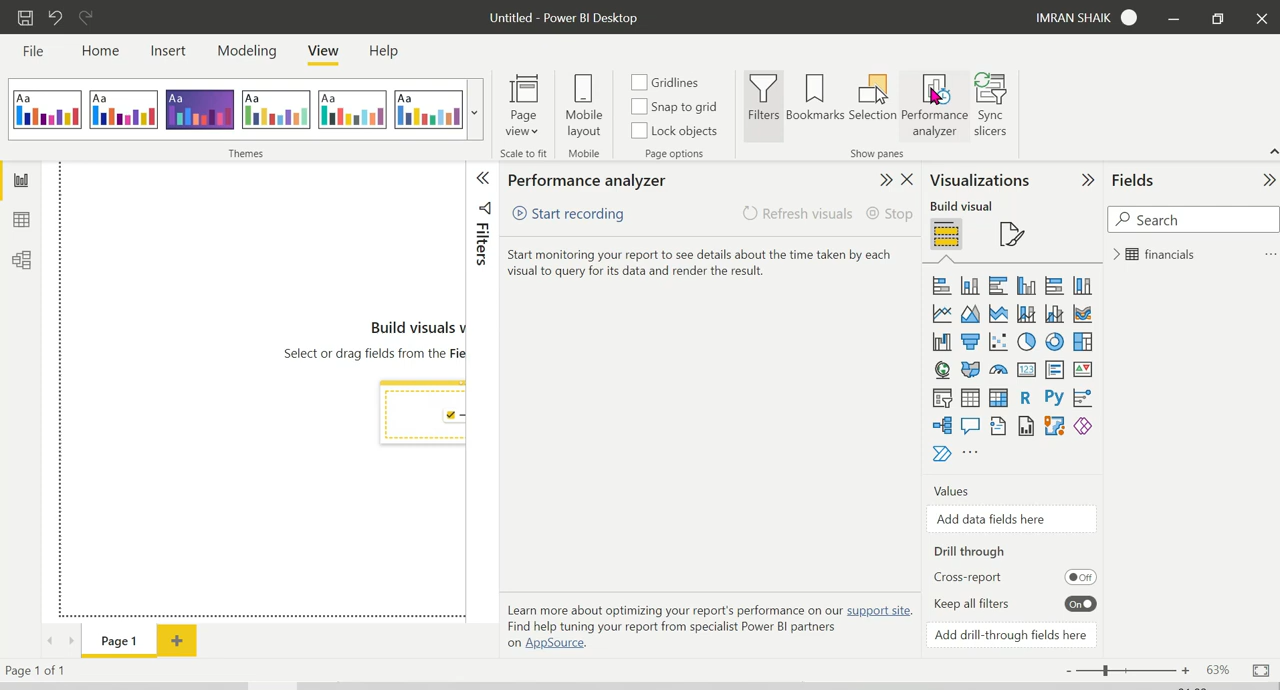 Untitled - Power BI Desktop
IMRAN SHAIK
File Home Insert Modeling View Help
Aa Aa Aa Aa Aa Aa
Page view
Mobile layout
Gridlines
Snap to grid
Lock objects
Filters
Bookmarks
Selection
Performance analyzer
Sync slicers
Themes
Scale to fit
Mobile
Page options
Show panes
Build visuals w
Select or drag fields from the Fie
Filters
Performance analyzer
Start recording
Refresh visuals
Stop
Start monitoring your report to see details about the time taken by each
visual to query for its data and render the result.
Learn more about optimizing your report's performance on our support site.
Find help tuning your report from specialist Power BI partners
on AppSource.
Visualizations
Build visual
123
R
Py
...
Values
Add data fields here
Drill through
Cross-report Off
Keep all filters On
Add drill-through fields here
Fields
Search
financials ...
Page 1 +
Page 1 of 1
- + 63%